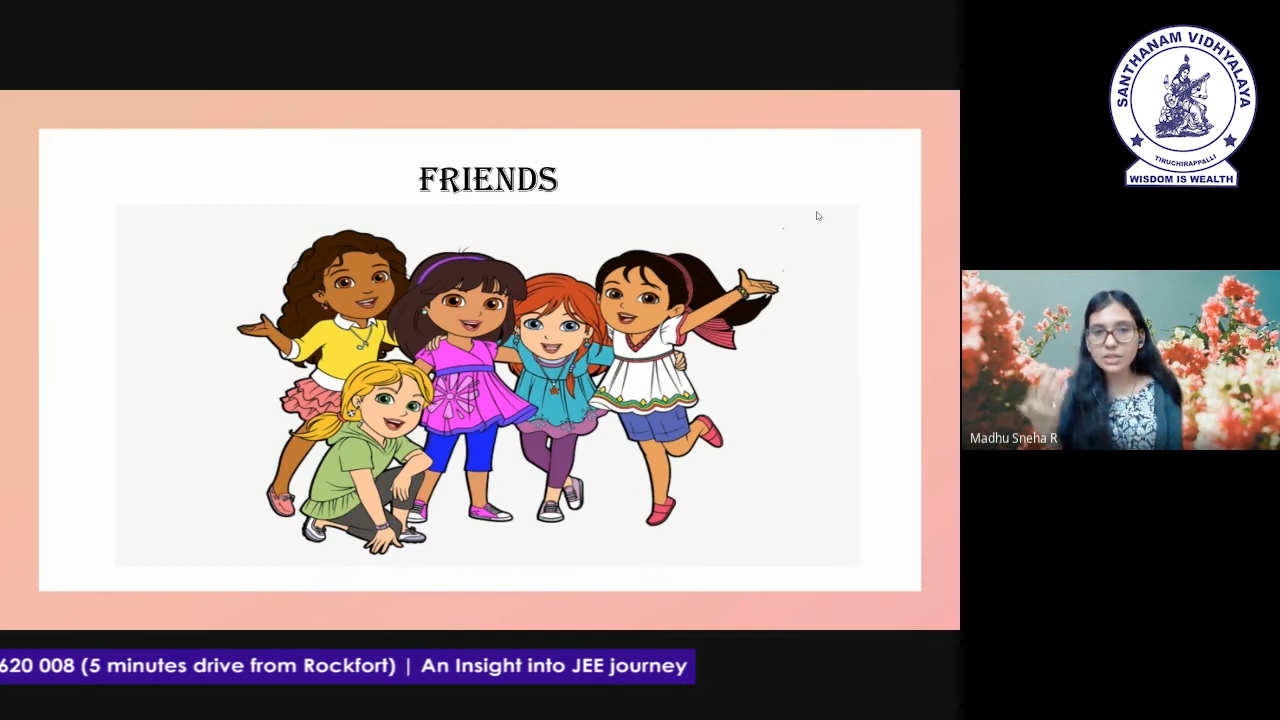 FRIENDS
SANTHANAM VIDHYALAYA
TIRUCHIRAPPALLI
WISDOM IS WEALTH
Madhu Sneha R
620 008 (5 minutes drive from Rockfort) | An Insight into JEE journey